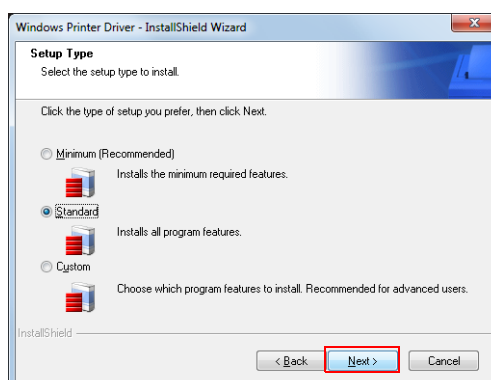 Windows Printer Driver - InstallShield Wizard
Setup Type
Select the setup type to install.
Click the type of setup you prefer, then click Next.
Minimum (Recommended)
Installs the minimum required features.
Standard
Installs all program features.
Custom
Choose which program features to install. Recommended for advanced users.
InstallShield
< Back
Next >
Cancel